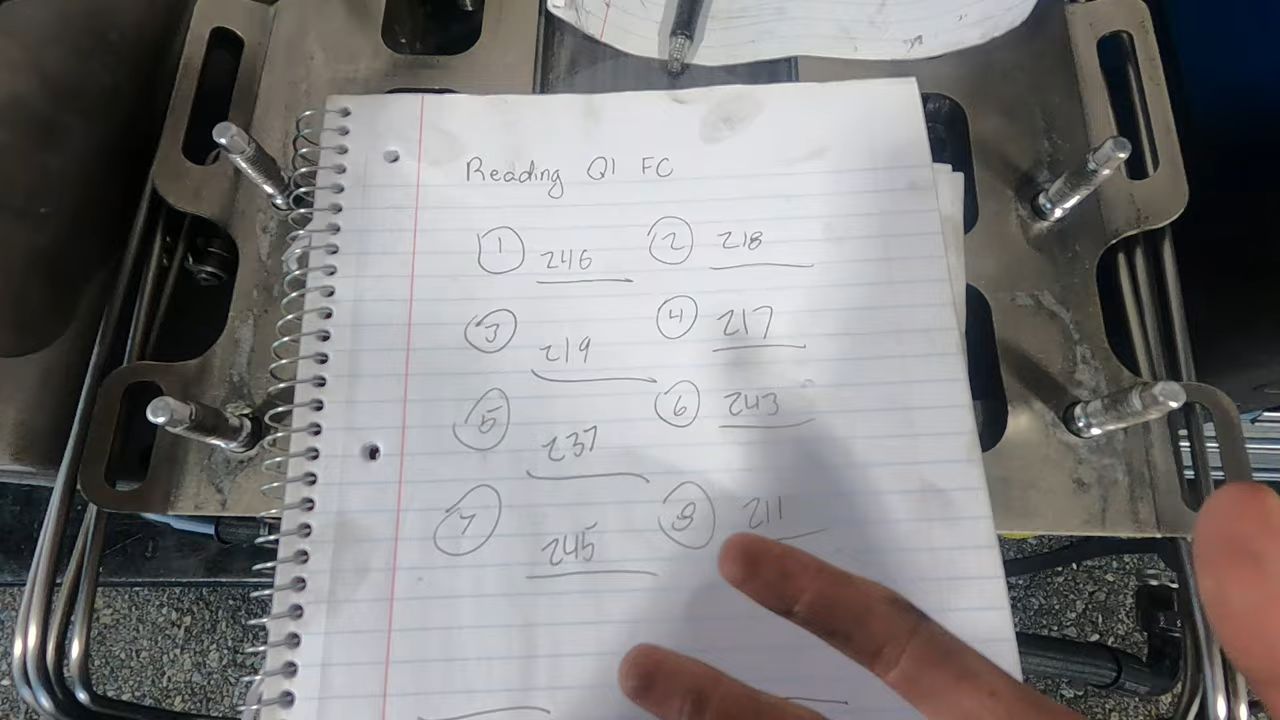 Reading Q1 FC
1 246 2 218
3 219 4 217
5 237 6 243
7 245 8 211